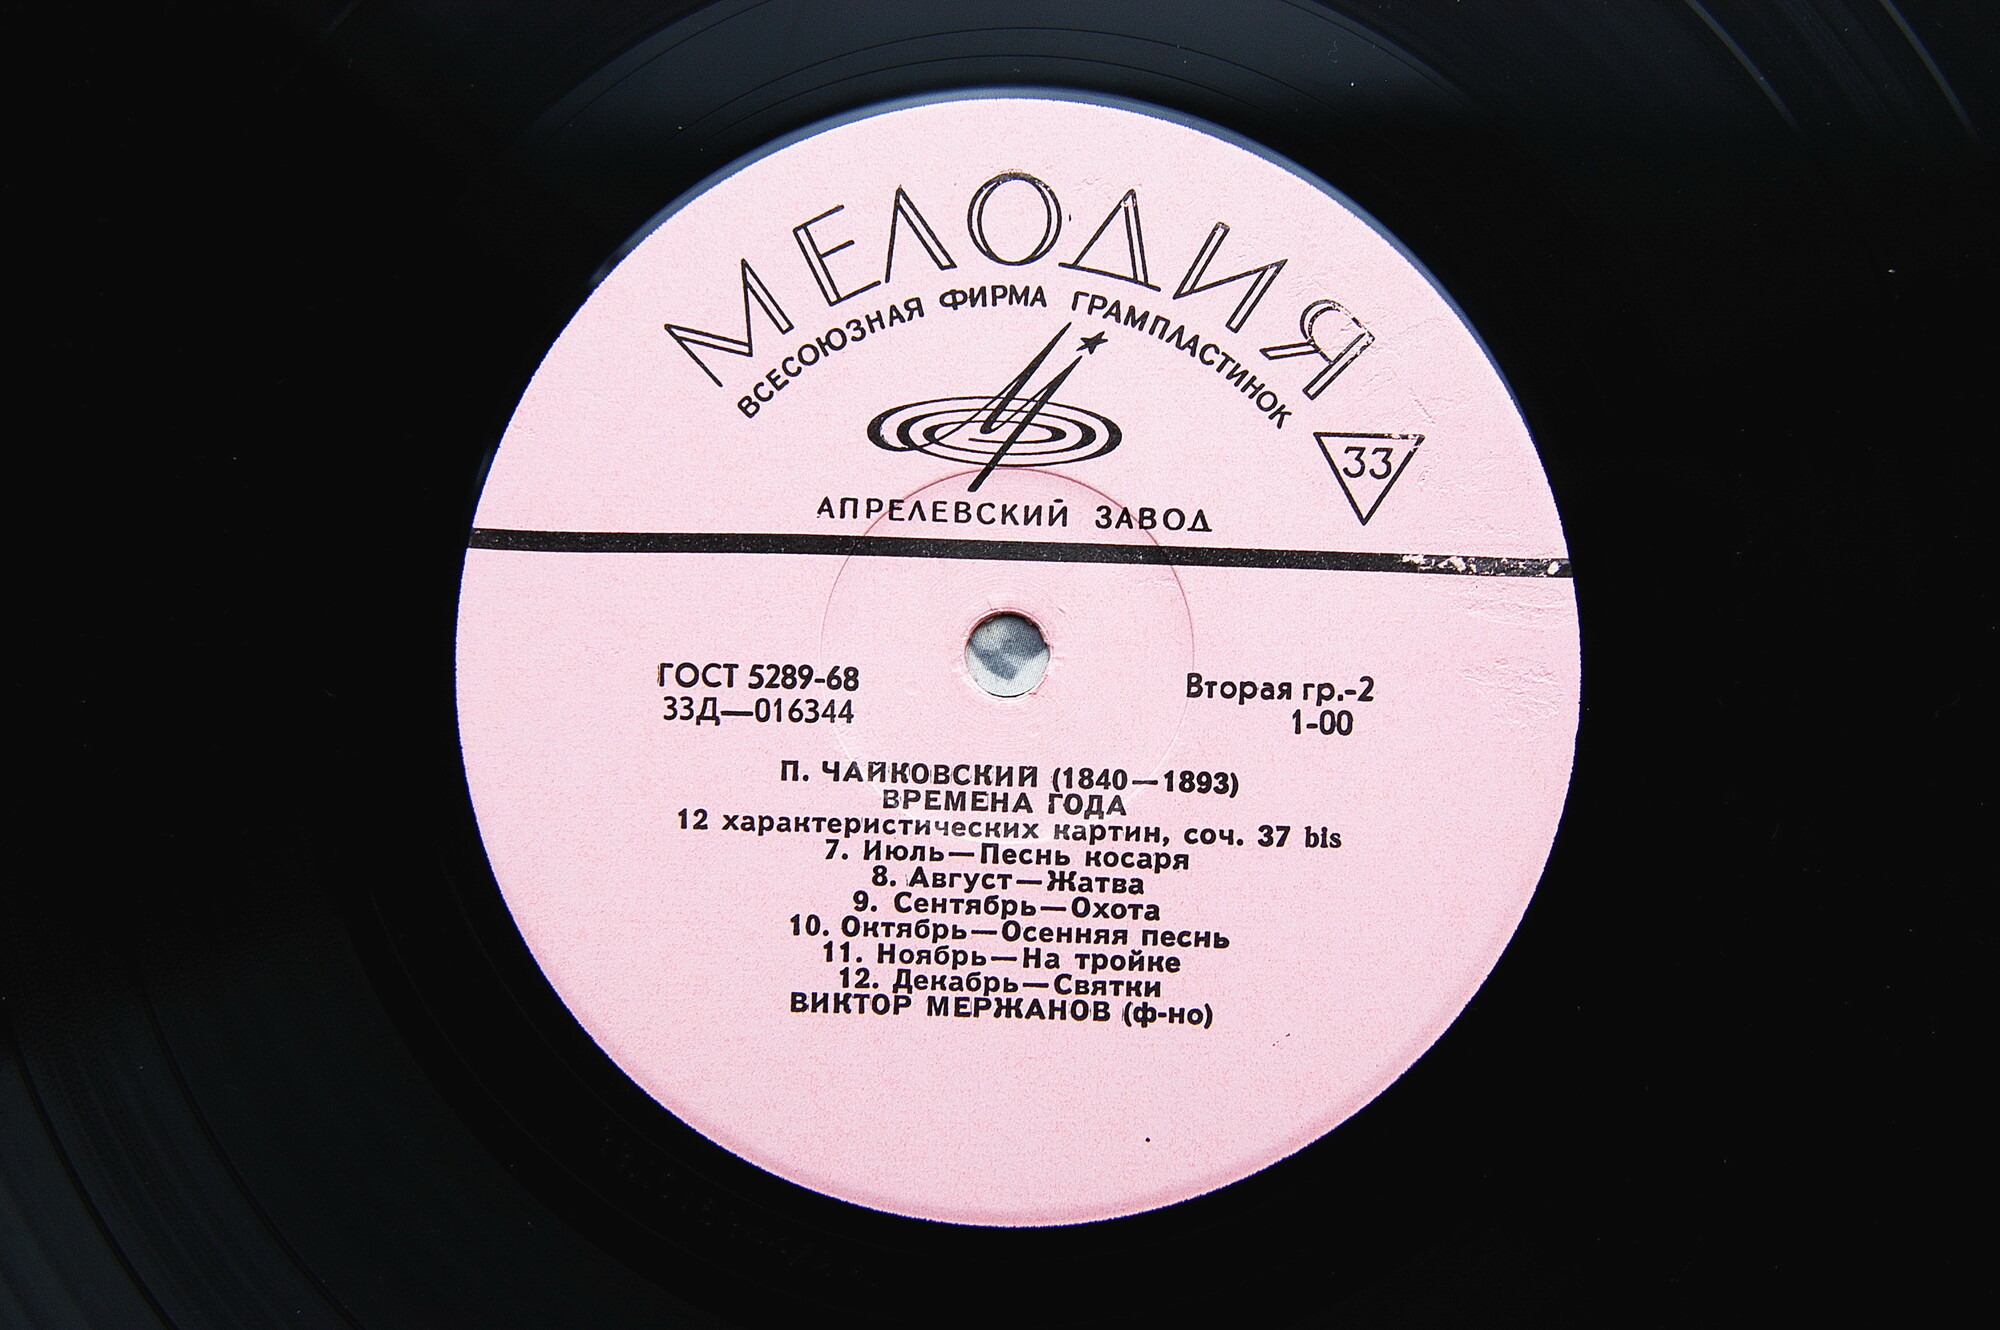 МЕЛОДИЯ
ВСЕСОЮЗНАЯ ФИРМА ГРАМПЛАСТИНОК
33
АПРЕЛЕВСКИЙ ЗАВОД
ГОСТ 5289-68
33Д—016344
Вторая гр.-2
1-00
П. ЧАЙКОВСКИЙ (1840—1893)
ВРЕМЕНА ГОДА
12 характеристических картин, соч. 37 bis
7. Июль—Песнь косаря
8. Август—Жатва
9. Сентябрь—Охота
10. Октябрь—Осенняя песнь
11. Ноябрь—На тройке
12. Декабрь—Святки
ВИКТОР МЕРЖАНОВ (ф-но)